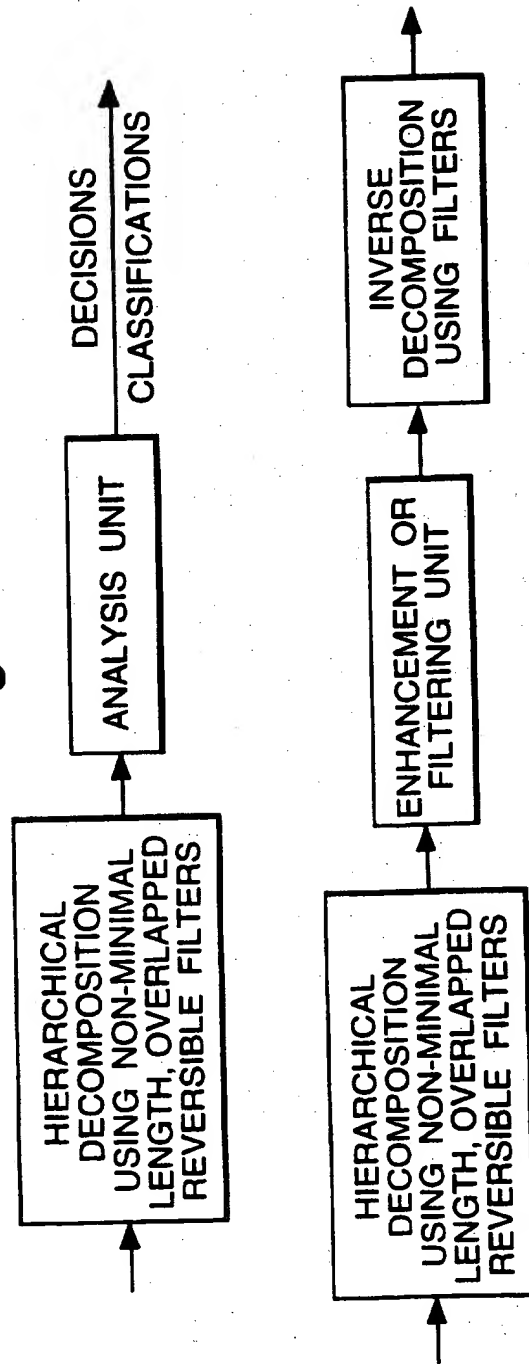 HIERARCHICAL
DECOMPOSITION
USING NON-MINIMAL
LENGTH, OVERLAPPED
REVERSIBLE FILTERS
ANALYSIS UNIT
DECISIONS
CLASSIFICATIONS
HIERARCHICAL
DECOMPOSITION
USING NON-MINIMAL
LENGTH, OVERLAPPED
REVERSIBLE FILTERS
ENHANCEMENT OR
FILTERING UNIT
INVERSE
DECOMPOSITION
USING FILTERS